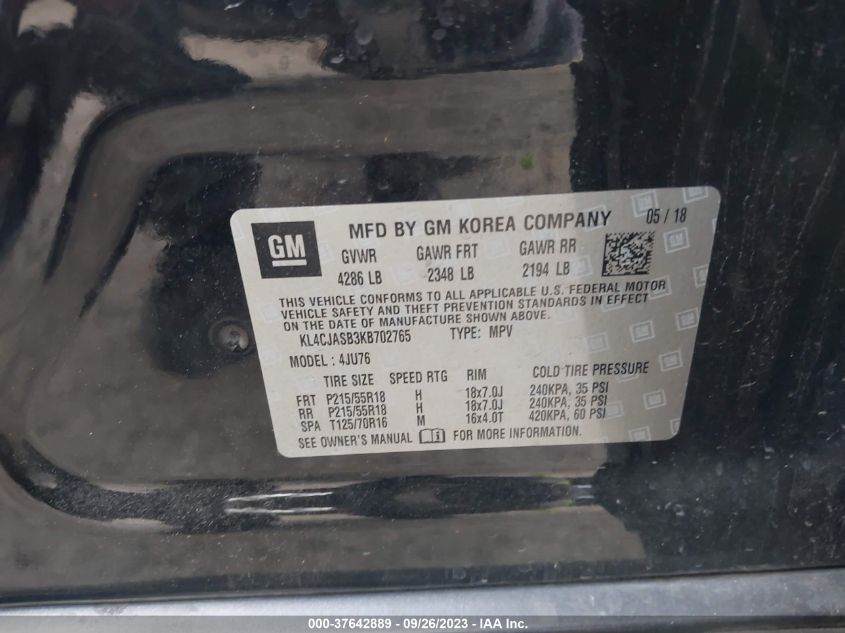 GM
MFD BY GM KOREA COMPANY 05 / 18
GVWR GAWR FRT GAWR RR
4286 LB 2348 LB 2194 LB
THIS VEHICLE CONFORMS TO ALL APPLICABLE U.S. FEDERAL MOTOR
VEHICLE SAFETY AND THEFT PREVENTION STANDARDS IN EFFECT
ON THE DATE OF MANUFACTURE SHOWN ABOVE.
KL4CJASB3KB702765 TYPE: MPV
MODEL: 4JU76
TIRE SIZE SPEED RTG RIM COLD TIRE PRESSURE
FRT P215/55R18 H 18x7.0J 240KPA, 35 PSI
RR P215/55R18 H 18x7.0J 240KPA, 35 PSI
SPA T125/70R16 M 16x4.0T 420KPA, 60 PSI
SEE OWNER'S MANUAL FOR MORE INFORMATION.
000-37642889 - 09/26/2023 - IAA Inc.